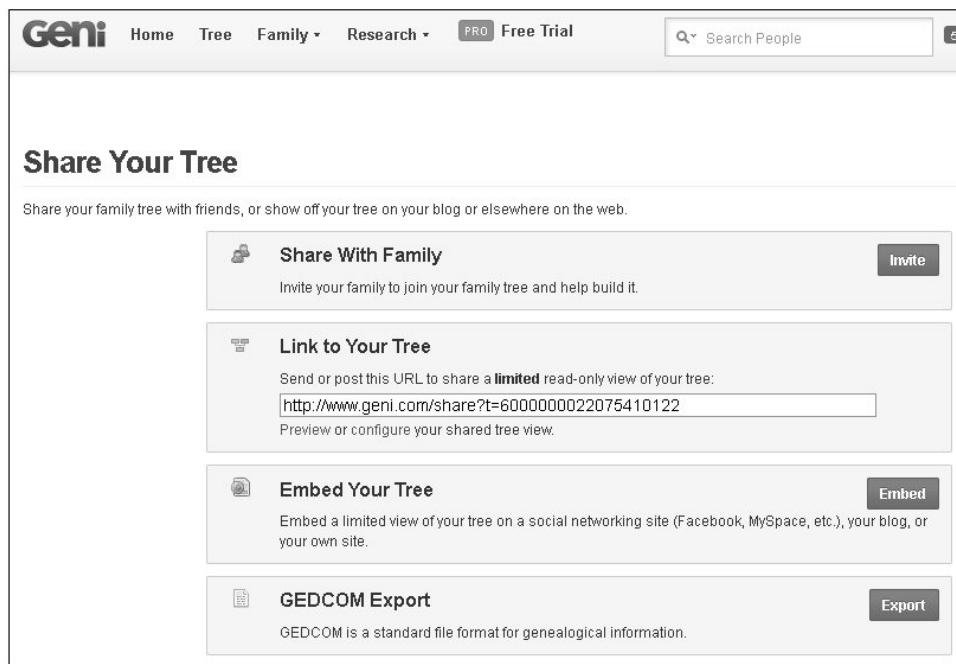 Geni Home Tree Family Research PRO Free Trial Search People
Share Your Tree
Share your family tree with friends, or show off your tree on your blog or elsewhere on the web.
Share With Family Invite
Invite your family to join your family tree and help build it.
Link to Your Tree
Send or post this URL to share a limited read-only view of your tree:
http://www.geni.com/share?t=6000000022075410122
Preview or configure your shared tree view.
Embed Your Tree Embed
Embed a limited view of your tree on a social networking site (Facebook, MySpace, etc.), your blog, or
your own site.
GEDCOM Export Export
GEDCOM is a standard file format for genealogical information.